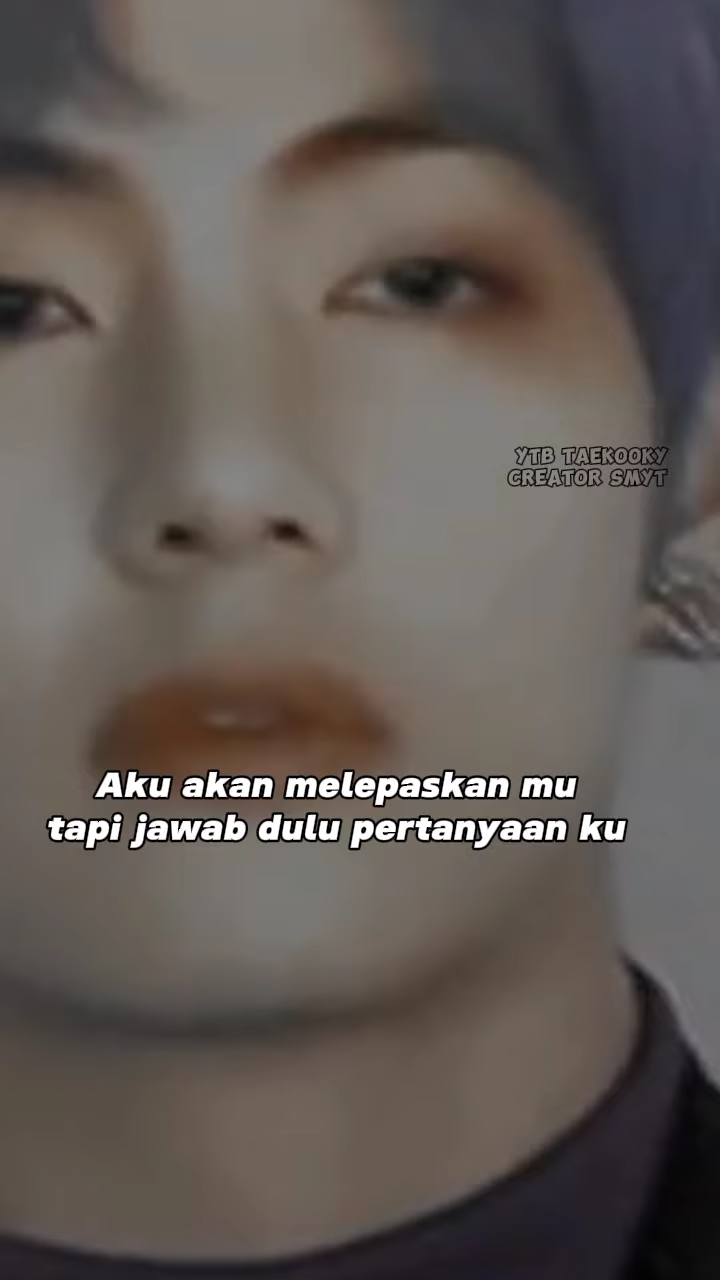 YTB TAEKOOKY
CREATOR SMYT
Aku akan melepaskan mu
tapi jawab dulu pertanyaan ku